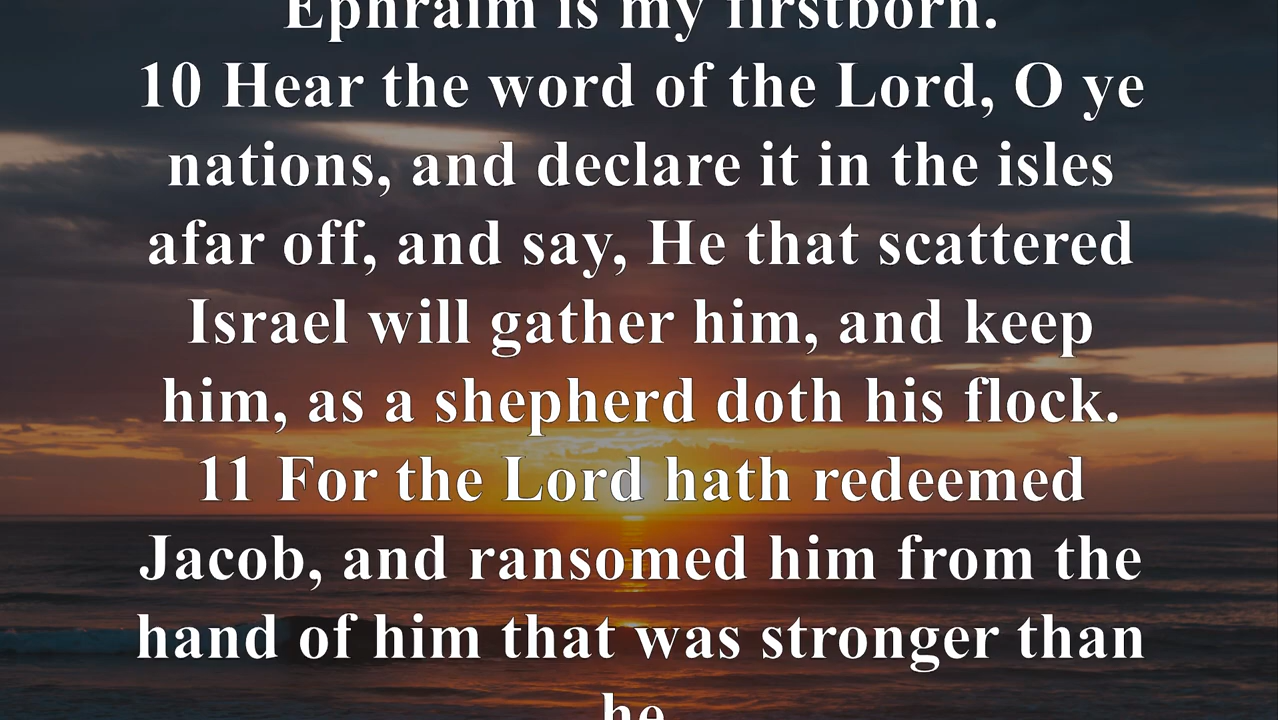 Ephraim is my firstborn.
10 Hear the word of the Lord, O ye
nations, and declare it in the isles
afar off, and say, He that scattered
Israel will gather him, and keep
him, as a shepherd doth his flock.
11 For the Lord hath redeemed
Jacob, and ransomed him from the
hand of him that was stronger than
he